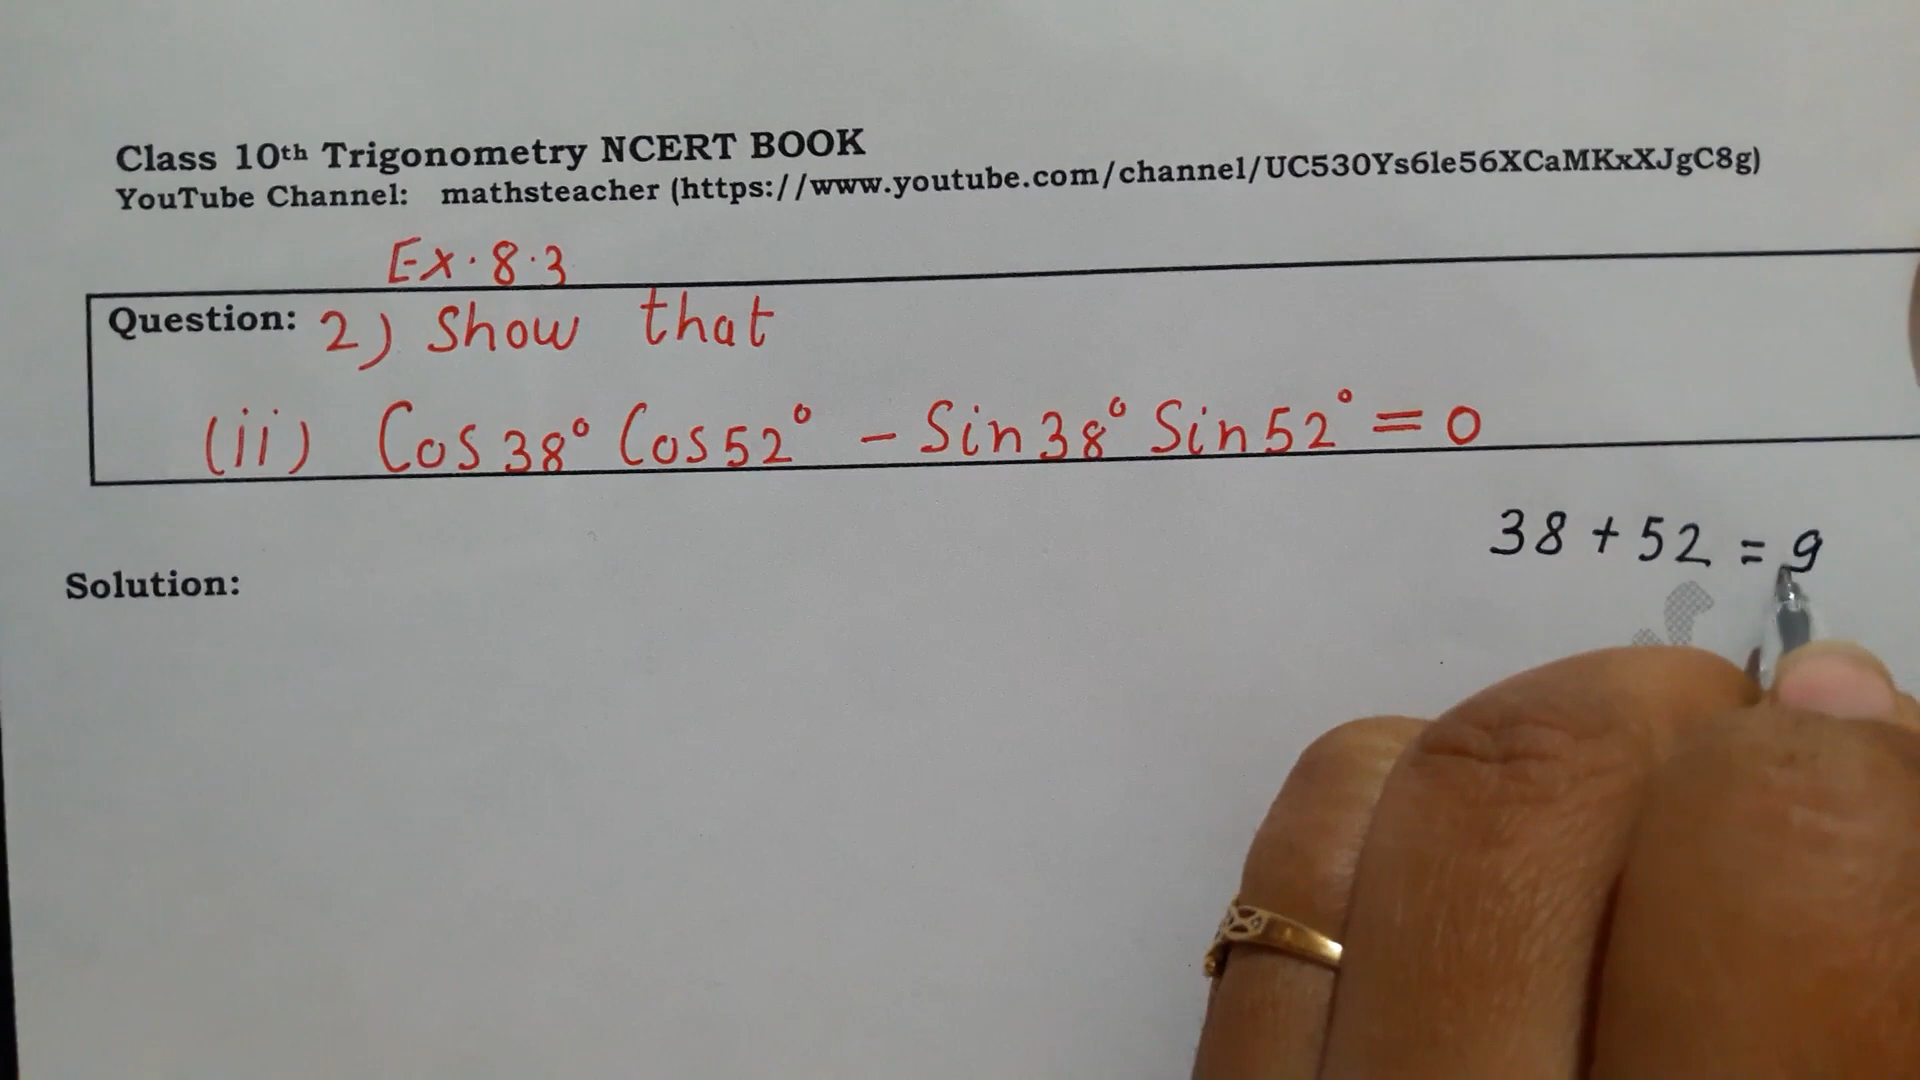 Class 10th Trigonometry NCERT BOOK
YouTube Channel: mathsteacher (https://www.youtube.com/channel/UC530Ys6le56XCaMKxXJgC8g)
Ex. 8.3
Question: 2) Show that
(ii) Cos 38° Cos 52° - Sin 38° Sin 52° = 0
38 + 52 = 9
Solution: